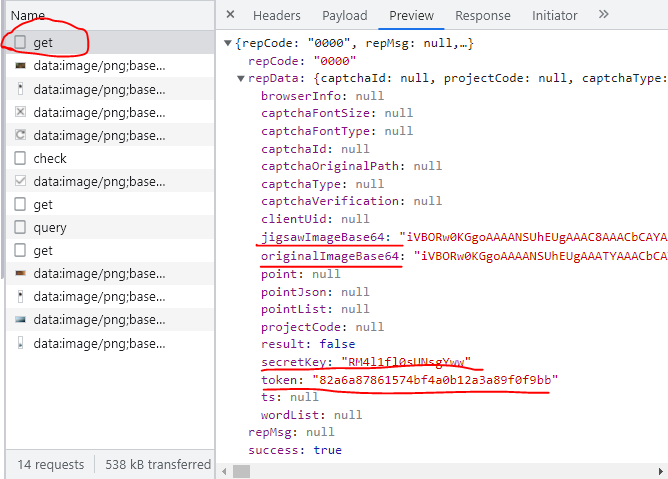 Name
× Headers Payload Preview Response Initiator »
get
data:image/png;base...
data:image/png;base...
data:image/png;base...
data:image/png;base...
check
data:image/png;base...
get
query
get
data:image/png;base...
data:image/png;base...
data:image/png;base...
data:image/png;base...
14 requests 538 kB transferred
▼{repCode: "0000", repMsg: null,…}
repCode: "0000"
▼repData: {captchaId: null, projectCode: null, captchaType:
browserInfo: null
captchaFontSize: null
captchaFontType: null
captchaId: null
captchaOriginalPath: null
captchaType: null
captchaVerification: null
clientUid: null
jigsawImageBase64: "iVBORw0KGgoAAAANSUhEUgAAAC8AAACbCAYA
originalImageBase64: "iVBORw0KGgoAAAANSUhEUgAAATYAAACbCA
point: null
pointJson: null
pointList: null
projectCode: null
result: false
secretKey: "RM4l1fl0sUNsgYww"
token: "82a6a87861574bf4a0b12a3a89f0f9bb"
ts: null
wordList: null
repMsg: null
success: true